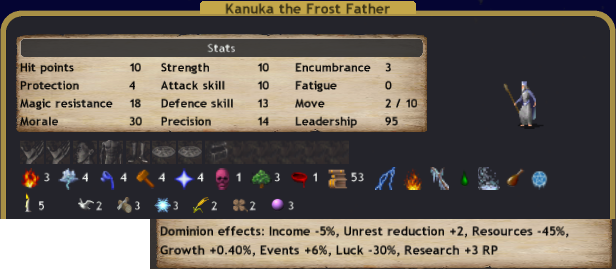 Kanuka the Frost Father
Stats
Hit points 10 Strength 10 Encumbrance 3
Protection 4 Attack skill 10 Fatigue 0
Magic resistance 18 Defence skill 13 Move 2 / 10
Morale 30 Precision 14 Leadership 95
3 4 4 4 4 1 3 1 53
5 2 3 3 2 2 3
Dominion effects: Income -5%, Unrest reduction +2, Resources -45%,
Growth +0.40%, Events +6%, Luck -30%, Research +3 RP